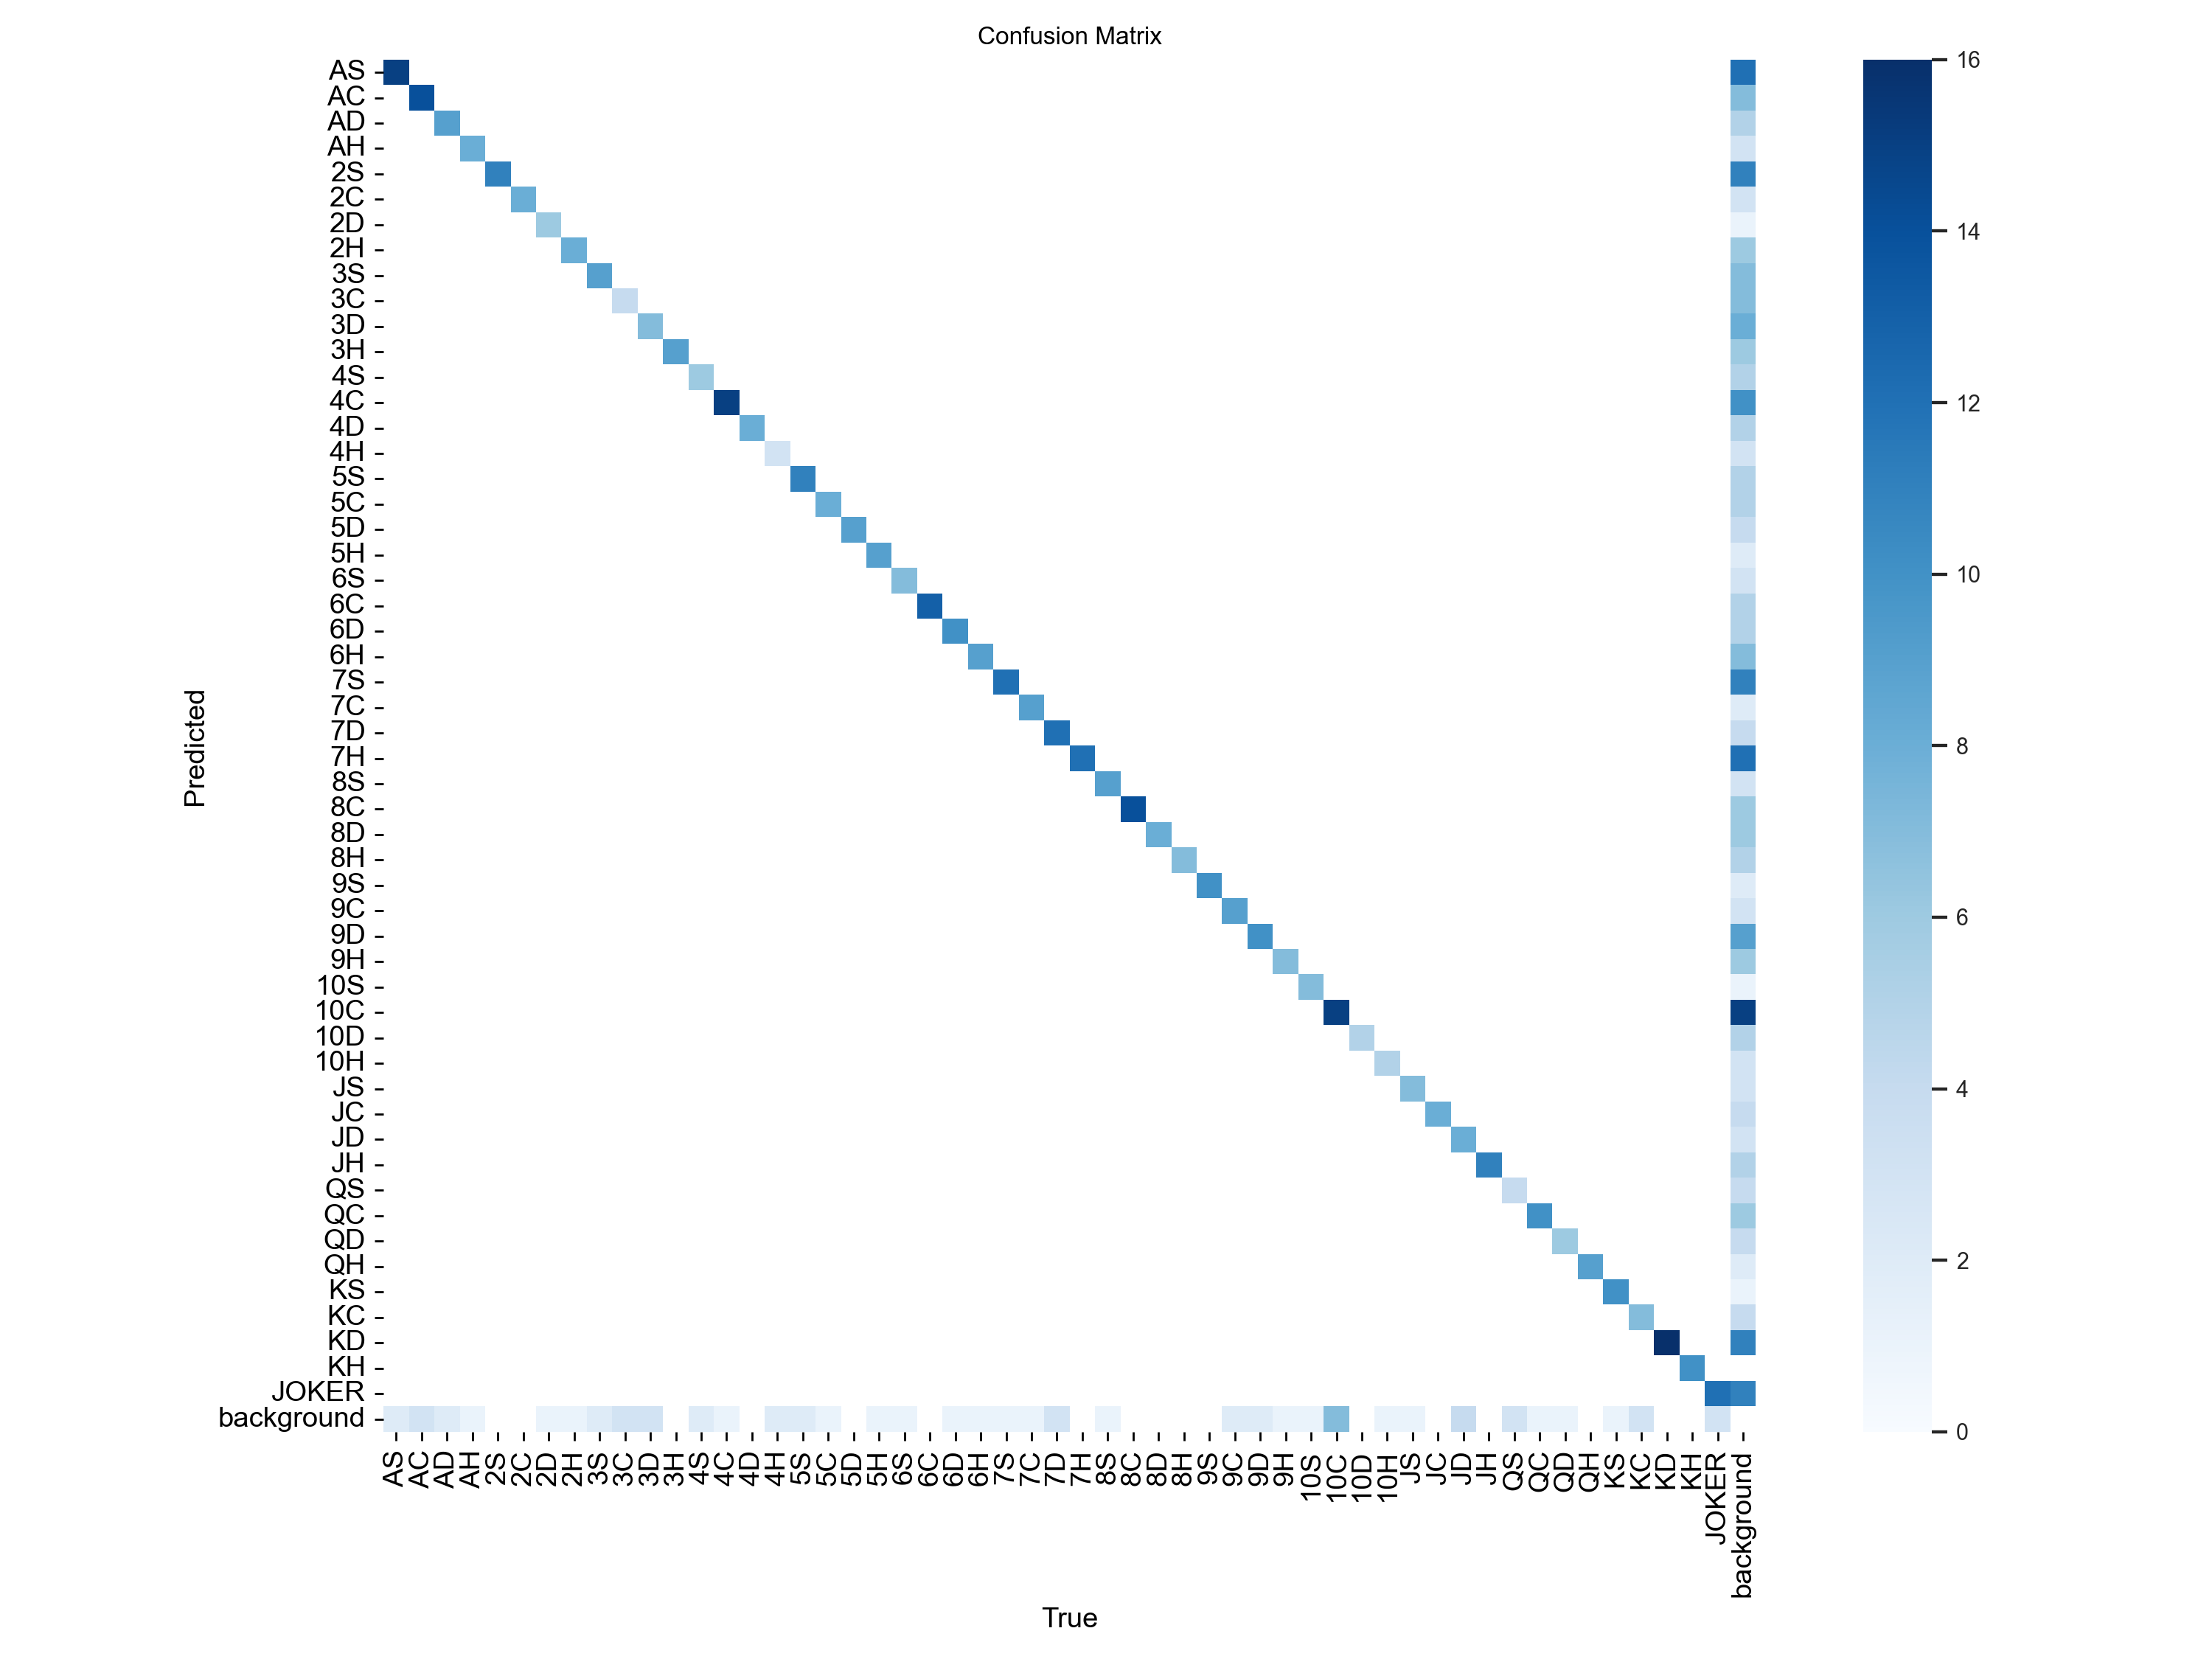 Confusion Matrix
AS
AC
AD
AH
2S
2C
2D
2H
3S
3C
3D
3H
4S
4C
4D
4H
5S
5C
5D
5H
6S
6C
6D
6H
7S
7C
7D
7H
8S
8C
8D
8H
9S
9C
9D
9H
10S
10C
10D
10H
JS
JC
JD
JH
QS
QC
QD
QH
KS
KC
KD
KH
JOKER
background
Predicted
AS AC AD AH 2S 2C 2D 2H 3S 3C 3D 3H 4S 4C 4D 4H 5S 5C 5D 5H 6S 6C 6D 6H 7S 7C 7D 7H 8S 8C 8D 8H 9S 9C 9D 9H 10S 10C 10D 10H JS JC JD JH QS QC QD QH KS KC KD KH JOKER background
True
16
14
12
10
8
6
4
2
0